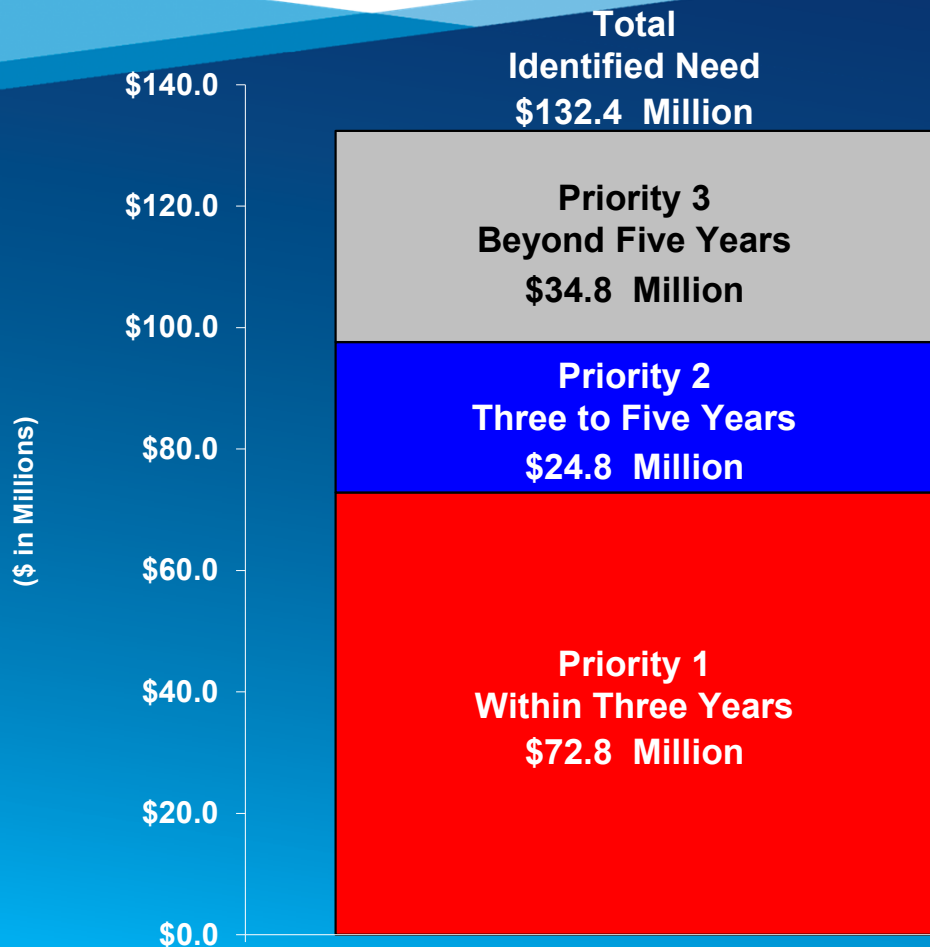 Total
Identified Need
$132.4 Million
$140.0
$120.0
$100.0
$80.0
$60.0
$40.0
$20.0
$0.0
($ in Millions)
Priority 3
Beyond Five Years
$34.8 Million
Priority 2
Three to Five Years
$24.8 Million
Priority 1
Within Three Years
$72.8 Million